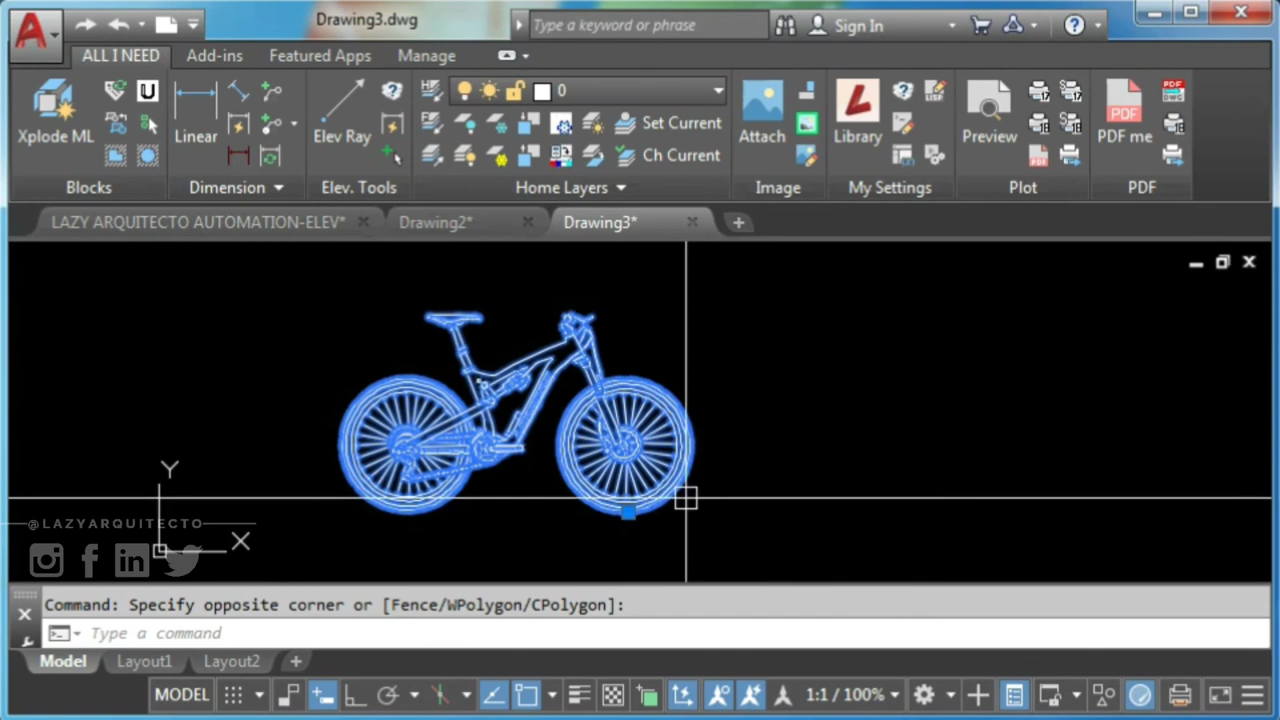 Drawing3.dwg
Type a keyword or phrase
Sign In
ALL I NEED
Add-ins
Featured Apps
Manage
0
Xplode ML
Linear
Elev Ray
Set Current
Ch Current
Attach
Library
Preview
PDF me
Blocks
Dimension
Elev. Tools
Home Layers
Image
My Settings
Plot
PDF
LAZY ARQUITECTO AUTOMATION-ELEV*
Drawing2*
Drawing3*
Y
@LAZYARQUITECTO
X
Command: Specify opposite corner or [Fence/WPolygon/CPolygon]:
Type a command
Model
Layout1
Layout2
MODEL
1:1 / 100%